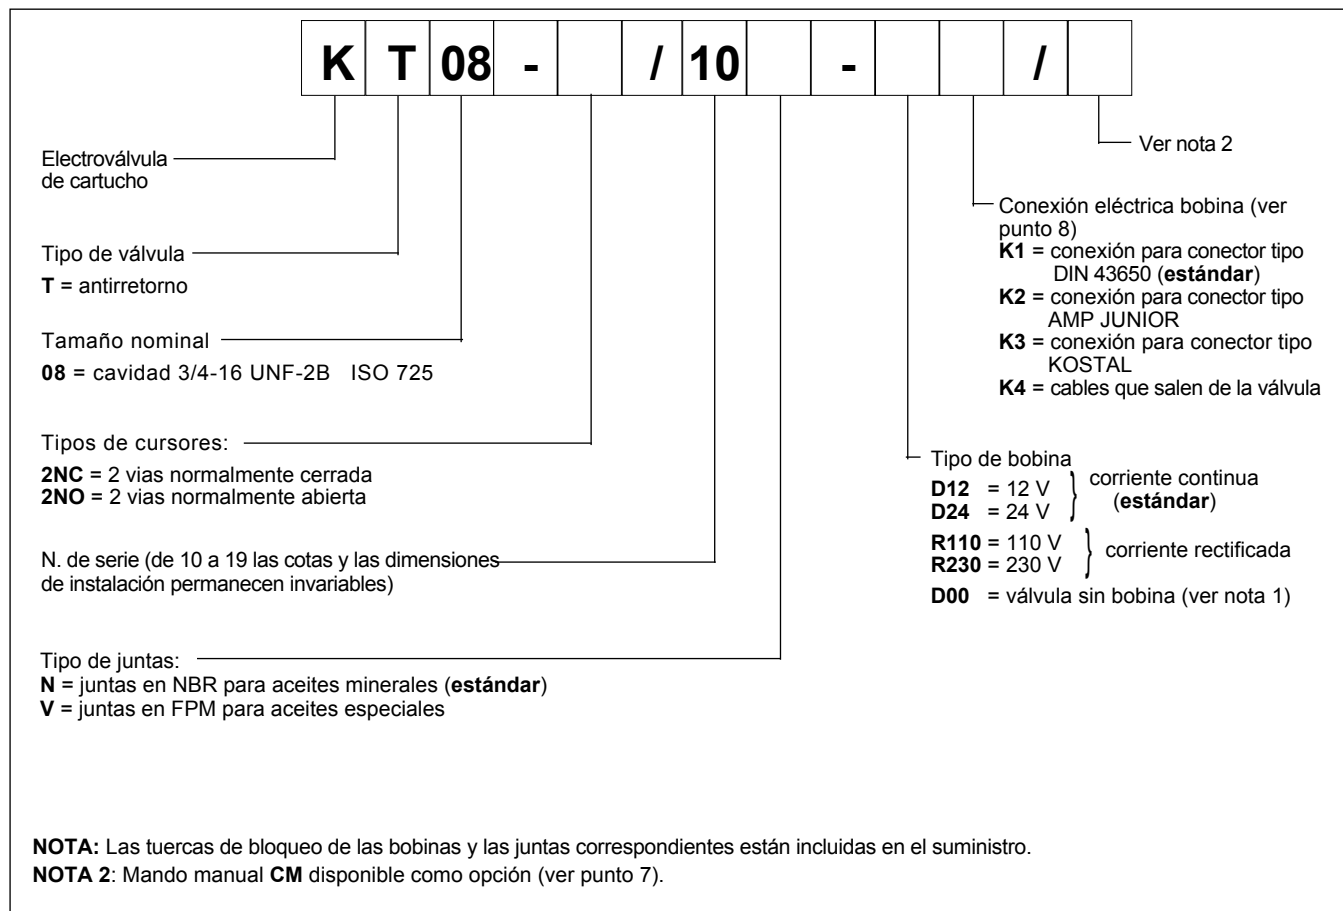 K T 08 - / 10 - /
Electroválvula
de cartucho
Tipo de válvula
T = antirretorno
Tamaño nominal
08 = cavidad 3/4-16 UNF-2B ISO 725
Tipos de cursores:
2NC = 2 vias normalmente cerrada
2NO = 2 vias normalmente abierta
N. de serie (de 10 a 19 las cotas y las dimensiones
de instalación permanecen invariables)
Tipo de juntas:
N = juntas en NBR para aceites minerales (estándar)
V = juntas en FPM para aceites especiales
Ver nota 2
Conexión eléctrica bobina (ver
punto 8)
K1 = conexión para conector tipo
DIN 43650 (estándar)
K2 = conexión para conector tipo
AMP JUNIOR
K3 = conexión para conector tipo
KOSTAL
K4 = cables que salen de la válvula
Tipo de bobina
D12 = 12 V
D24 = 24 V
} corriente continua
(estándar)
R110 = 110 V
R230 = 230 V
} corriente rectificada
D00 = válvula sin bobina (ver nota 1)
NOTA: Las tuercas de bloqueo de las bobinas y las juntas correspondientes están incluidas en el suministro.
NOTA 2: Mando manual CM disponible como opción (ver punto 7).